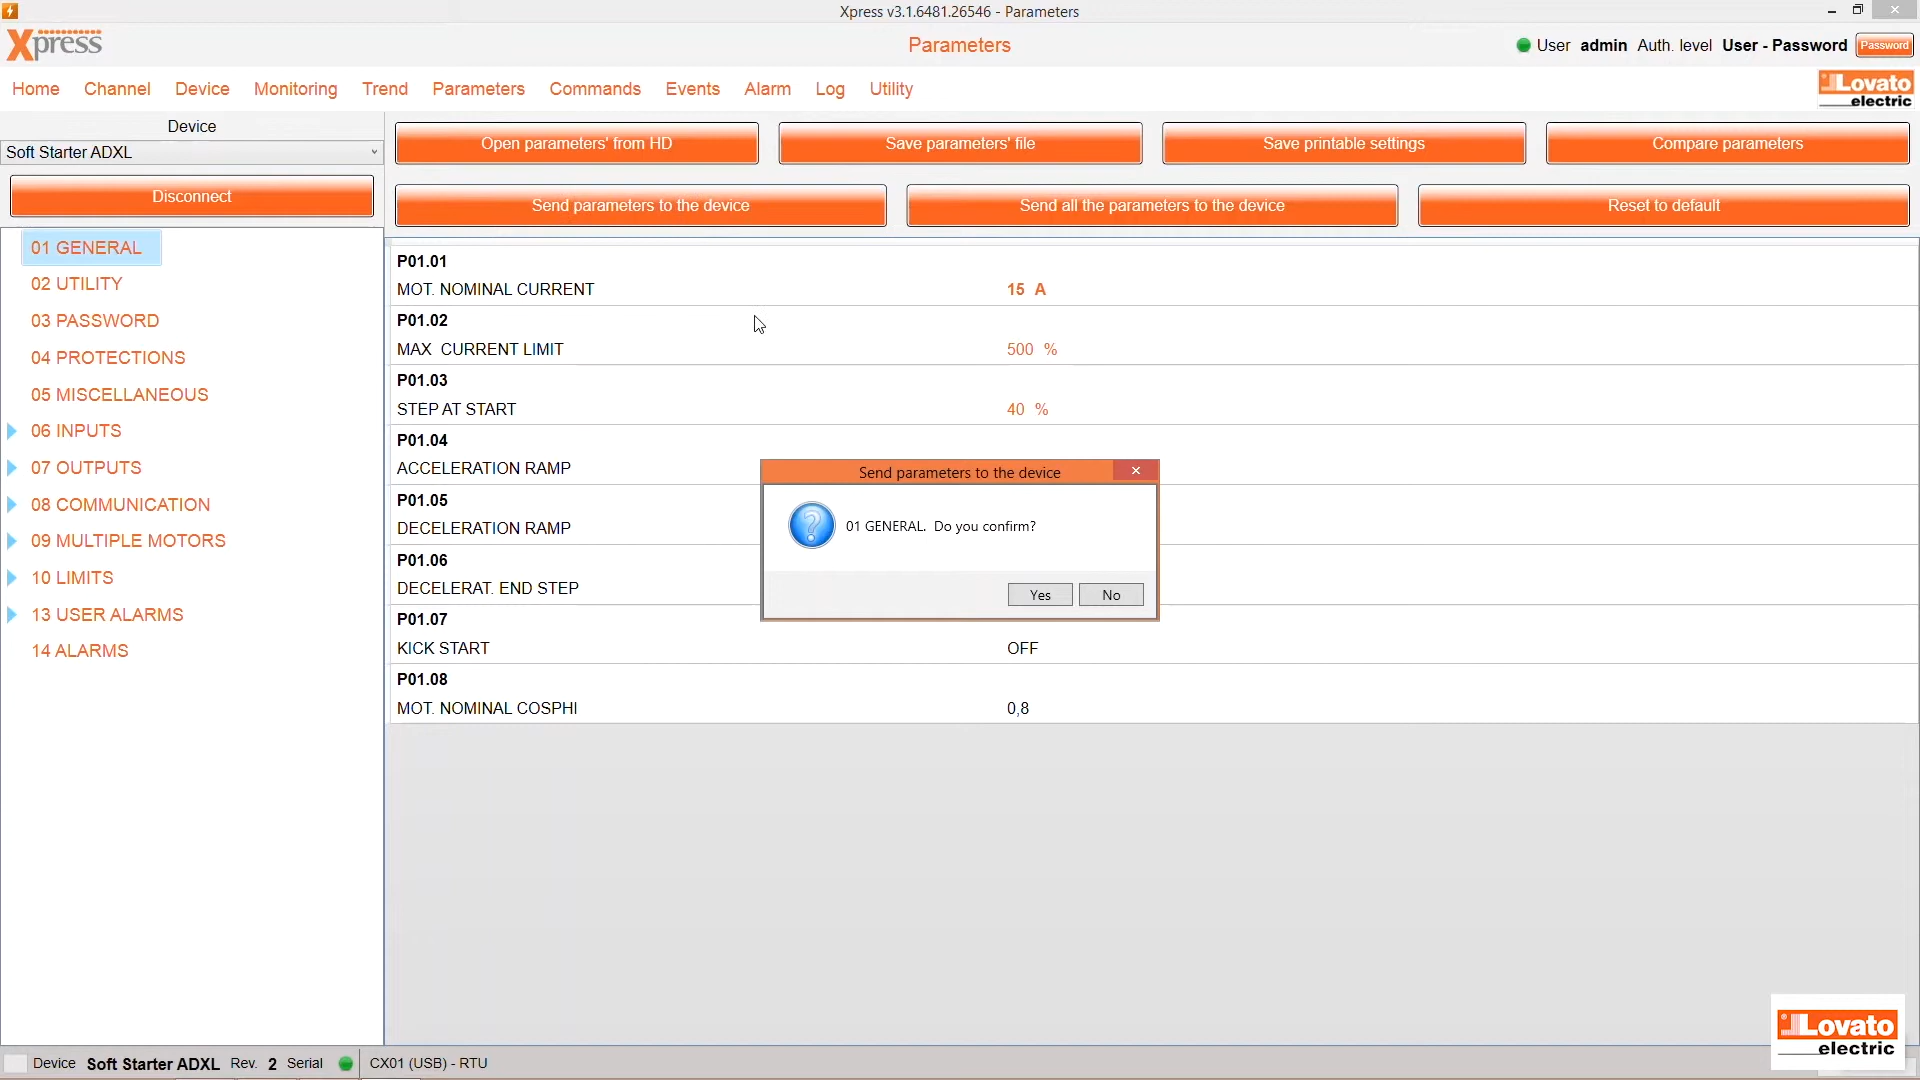 Xpress v3.1.6481.26546 - Parameters
Xpress
Parameters
User admin Auth. level User - Password Password
Home Channel Device Monitoring Trend Parameters Commands Events Alarm Log Utility
Lovato electric
Device
Soft Starter ADXL
Disconnect
Open parameters' from HD
Save parameters' file
Save printable settings
Compare parameters
Send parameters to the device
Send all the parameters to the device
Reset to default
01 GENERAL
02 UTILITY
03 PASSWORD
04 PROTECTIONS
05 MISCELLANEOUS
06 INPUTS
07 OUTPUTS
08 COMMUNICATION
09 MULTIPLE MOTORS
10 LIMITS
13 USER ALARMS
14 ALARMS
P01.01
MOT. NOMINAL CURRENT 15 A
P01.02
MAX CURRENT LIMIT 500 %
P01.03
STEP AT START 40 %
P01.04
ACCELERATION RAMP
P01.05
DECELERATION RAMP
P01.06
DECELERAT. END STEP
P01.07
KICK START OFF
P01.08
MOT. NOMINAL COSPHI 0,8
Send parameters to the device
01 GENERAL. Do you confirm?
Yes No
Lovato
electric
Device Soft Starter ADXL Rev. 2 Serial CX01 (USB) - RTU